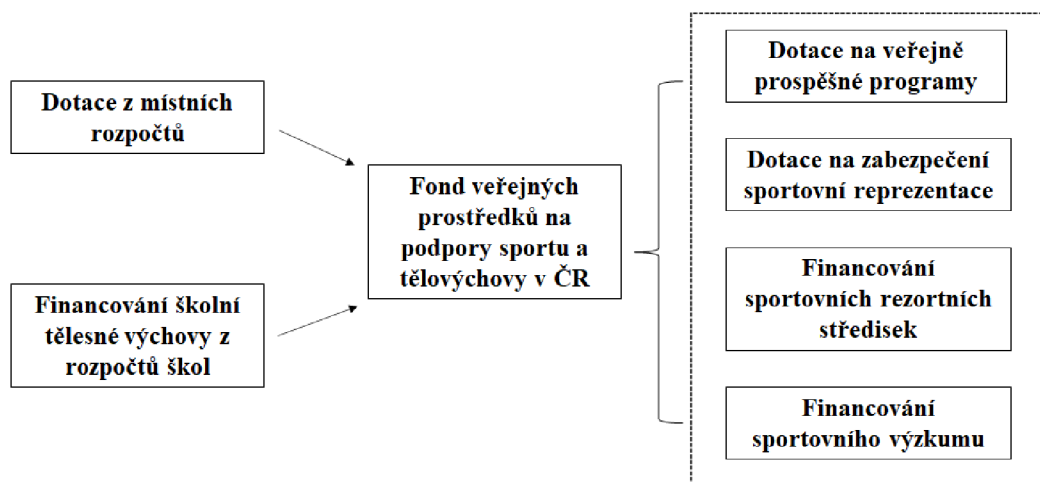 Dotace z místních
rozpočtů
Financování školní
tělesné výchovy z
rozpočtů škol
Fond veřejných
prostředků na
podpory sportu a
tělovýchovy v ČR
Dotace na veřejně
prospěšné programy
Dotace na zabezpečení
sportovní reprezentace
Financování
sportovních rezortních
středisek
Financování
sportovního výzkumu